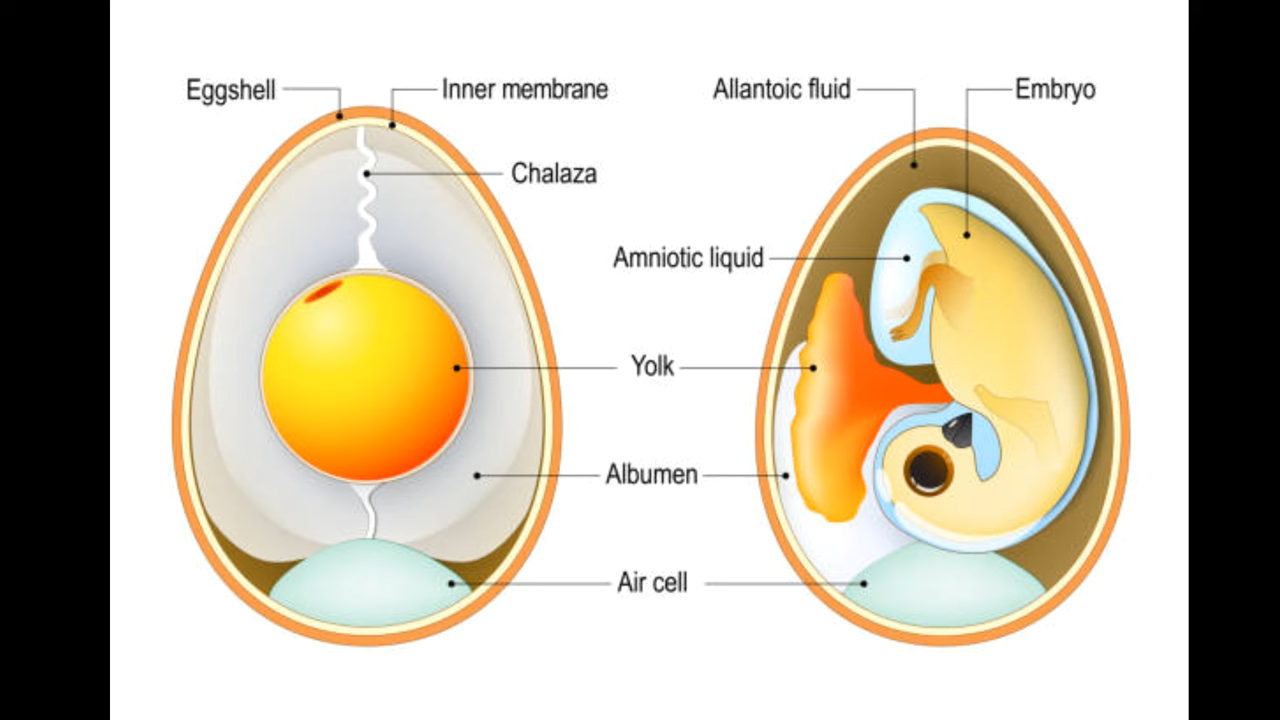 Eggshell
Inner membrane
Allantoic fluid
Embryo
Chalaza
Amniotic liquid
Yolk
Albumen
Air cell